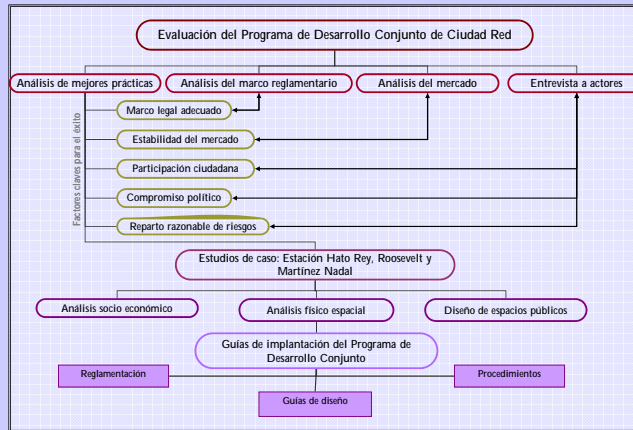 Evaluación del Programa de Desarrollo Conjunto de Ciudad Red
Análisis de mejores prácticas
Análisis del marco reglamentario
Análisis del mercado
Entrevista a actores
Factores claves para el éxito
Marco legal adecuado
Estabilidad del mercado
Participación ciudadana
Compromiso político
Reparto razonable de riesgos
Estudios de caso: Estación Hato Rey, Roosevelt y
Martínez Nadal
Análisis socio económico
Análisis físico espacial
Diseño de espacios públicos
Guías de implantación del Programa de
Desarrollo Conjunto
Reglamentación
Procedimientos
Guías de diseño